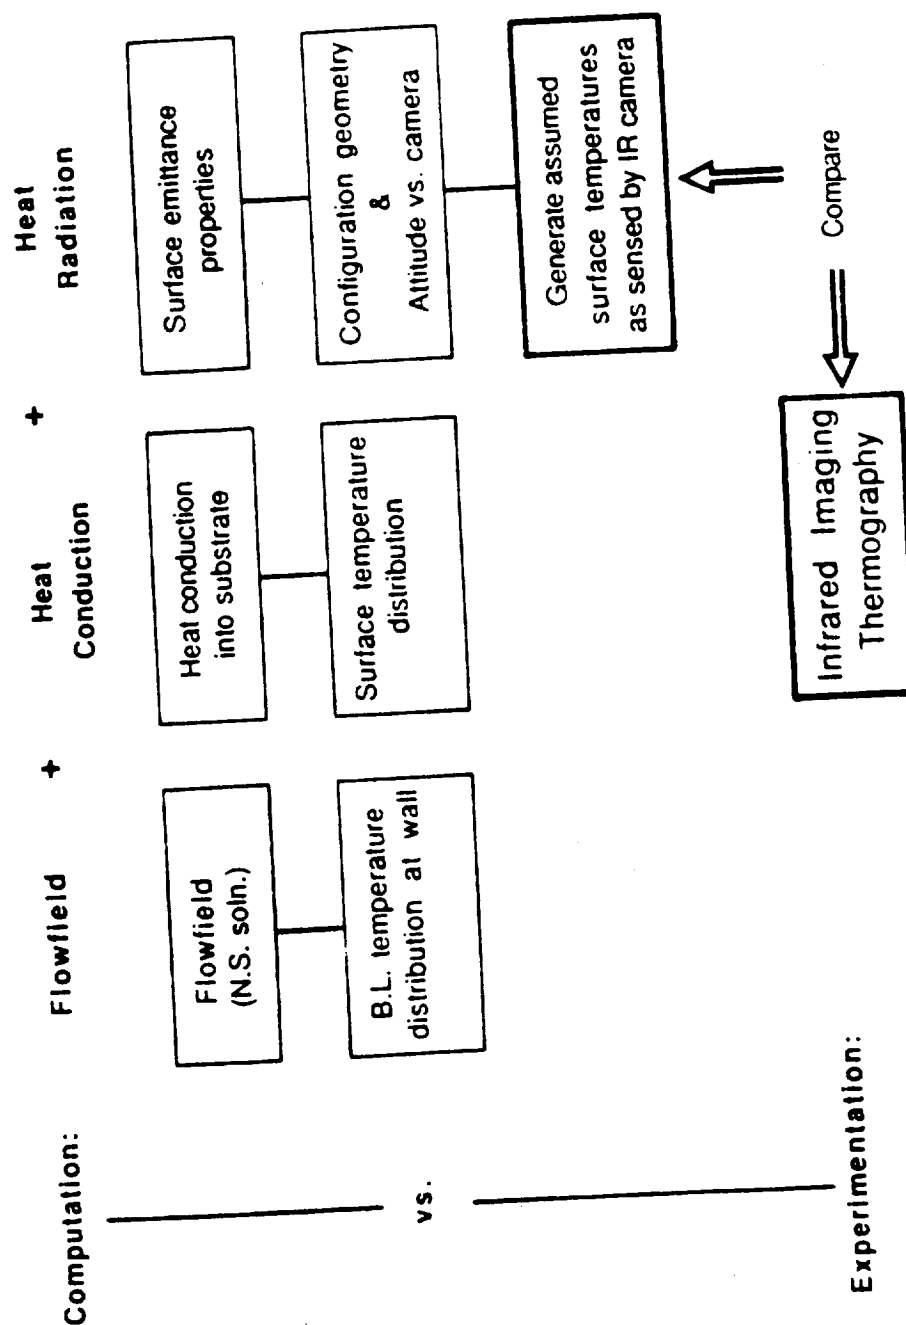 Computation:
Flowfield
+
Heat
Conduction
+
Heat
Radiation
Flowfield
(N.S. soln.)
B.L. temperature
distribution at wall
Heat conduction
into substrate
Surface temperature
distribution
Surface emittance
properties
Configuration geometry
&
Attitude vs. camera
Generate assumed
surface temperatures
as sensed by IR camera
vs.
Compare
Experimentation:
Infrared Imaging
Thermography